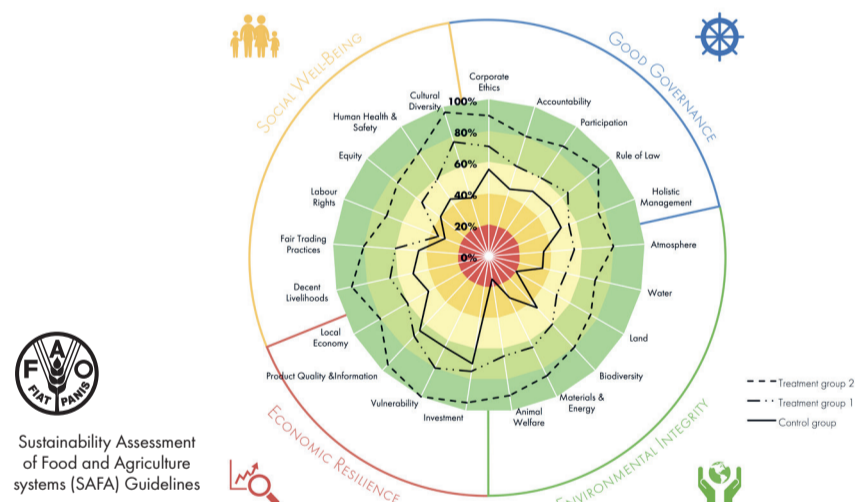 SOCIAL WELL-BEING
GOOD GOVERNANCE
Corporate
Ethics
Accountability
Participation
Rule of Law
Holistic
Management
Atmosphere
Water
Land
Biodiversity
Materials &
Energy
Animal
Welfare
Investment
Vulnerability
Product Quality &Information
Local
Economy
Decent
Livelihoods
Fair Trading
Practices
Labour
Rights
Equity
Human Health &
Safety
Cultural
Diversity
100%
80%
60%
40%
20%
0%
Treatment group 2
Treatment group 1
Control group
ECONOMIC RESILIENCE
ENVIRONMENTAL INTEGRITY
F A O
FIAT PANIS
Sustainability Assessment
of Food and Agriculture
systems (SAFA) Guidelines